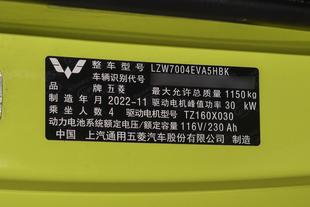 整车型号 LZW7004EVA5HBK
车辆识别代号
品牌 五菱 最大允许总质量 1150kg
制造年月 2022-11 驱动电机峰值功率 30 kW
乘坐人数 4 驱动电机型号 TZ160X030
动力电池系统额定电压/额定容量 116V/230 Ah
中国 上汽通用五菱汽车股份有限公司制造